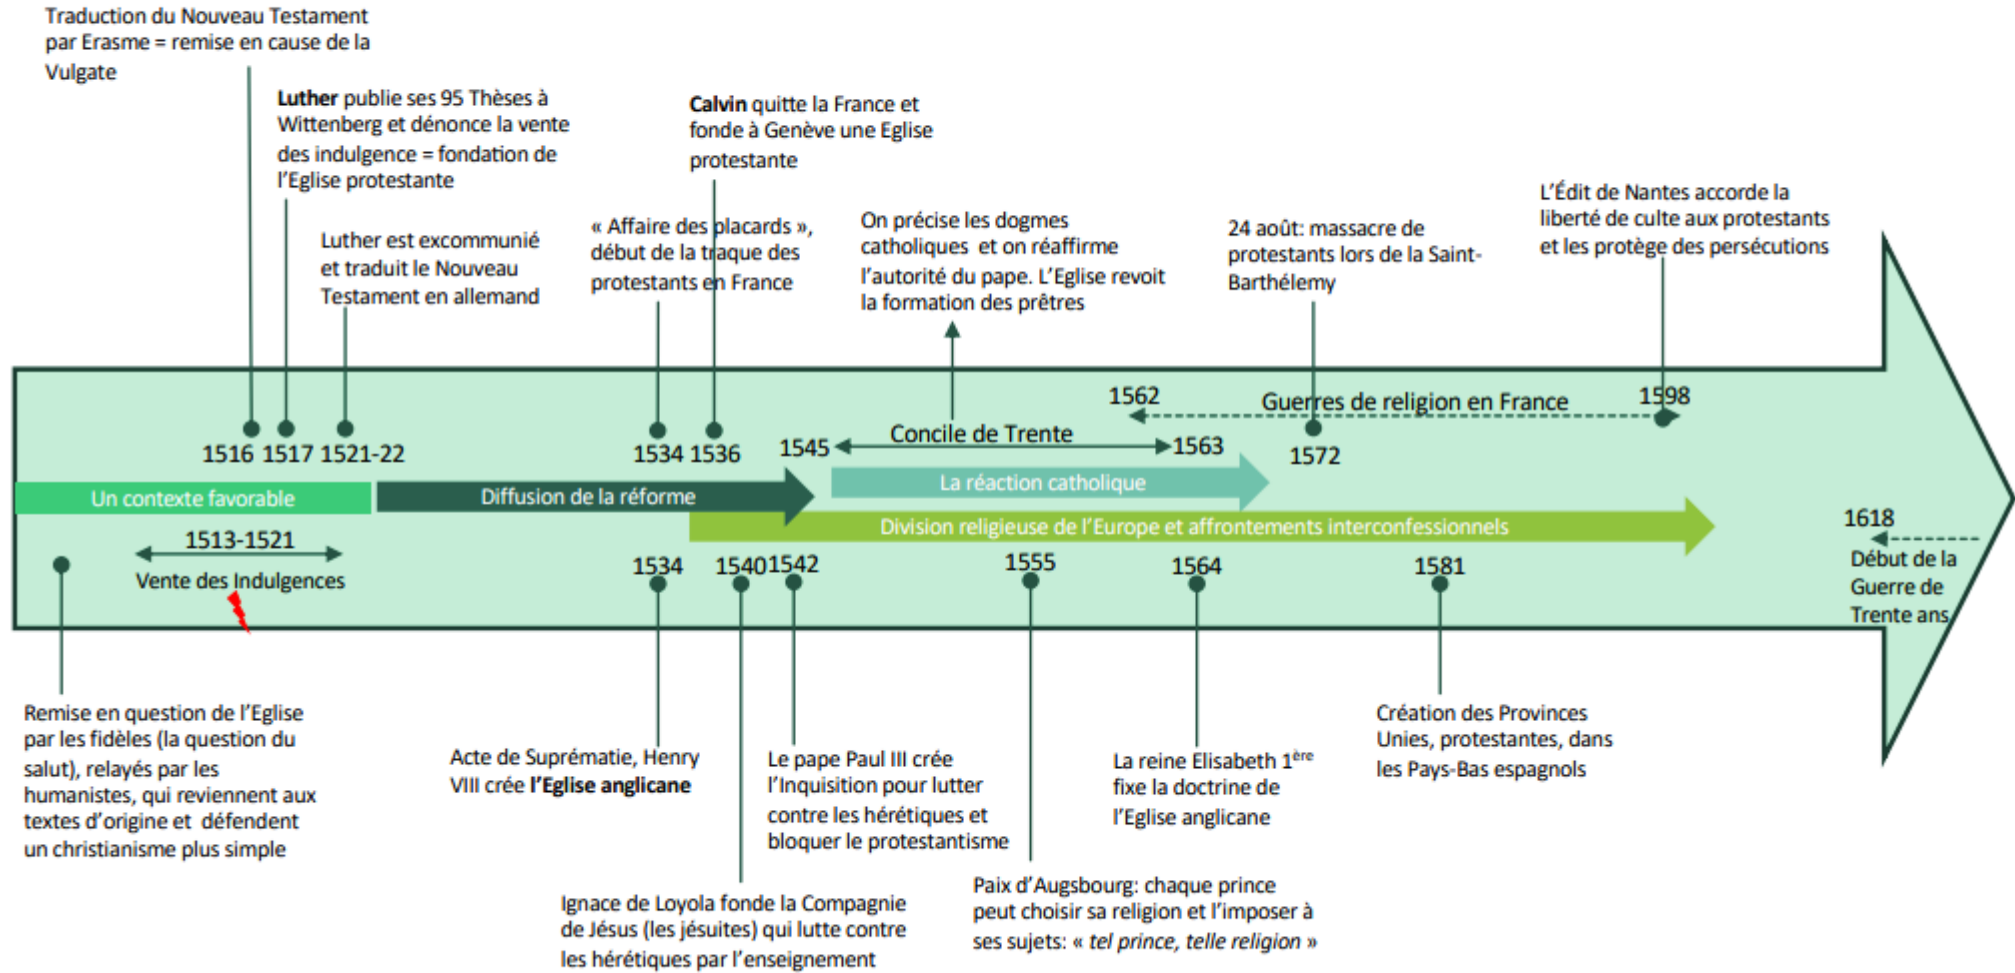 Traduction du Nouveau Testament
par Erasme = remise en cause de la
Vulgate
Luther publie ses 95 Thèses à
Wittenberg et dénonce la vente
des indulgence = fondation de
l'Eglise protestante
Luther est excommunié
et traduit le Nouveau
Testament en allemand
« Affaire des placards »,
début de la traque des
protestants en France
Calvin quitte la France et
fonde à Genève une Eglise
protestante
On précise les dogmes
catholiques et on réaffirme
l'autorité du pape. L'Eglise revoit
la formation des prêtres
24 août: massacre de
protestants lors de la Saint-
Barthélemy
L'Édit de Nantes accorde la
liberté de culte aux protestants
et les protège des persécutions
1562
Guerres de religion en France
1598
1516 1517 1521-22
1534 1536
1545
Concile de Trente
1563
1572
Un contexte favorable
Diffusion de la réforme
La réaction catholique
Division religieuse de l'Europe et affrontements interconfessionnels
1513-1521
Vente des Indulgences
1534
1540
1542
1555
1564
1581
1618
Début de la
Guerre de
Trente ans
Remise en question de l'Eglise
par les fidèles (la question du
salut), relayés par les
humanistes, qui reviennent aux
textes d'origine et défendent
un christianisme plus simple
Acte de Suprématie, Henry
VIII crée l'Eglise anglicane
Ignace de Loyola fonde la Compagnie
de Jésus (les jésuites) qui lutte contre
les hérétiques par l'enseignement
Le pape Paul III crée
l'Inquisition pour lutter
contre les hérétiques et
bloquer le protestantisme
Paix d'Augsbourg: chaque prince
peut choisir sa religion et l'imposer à
ses sujets: « tel prince, telle religion »
La reine Elisabeth 1ère
fixe la doctrine de
l'Eglise anglicane
Création des Provinces
Unies, protestantes, dans
les Pays-Bas espagnols